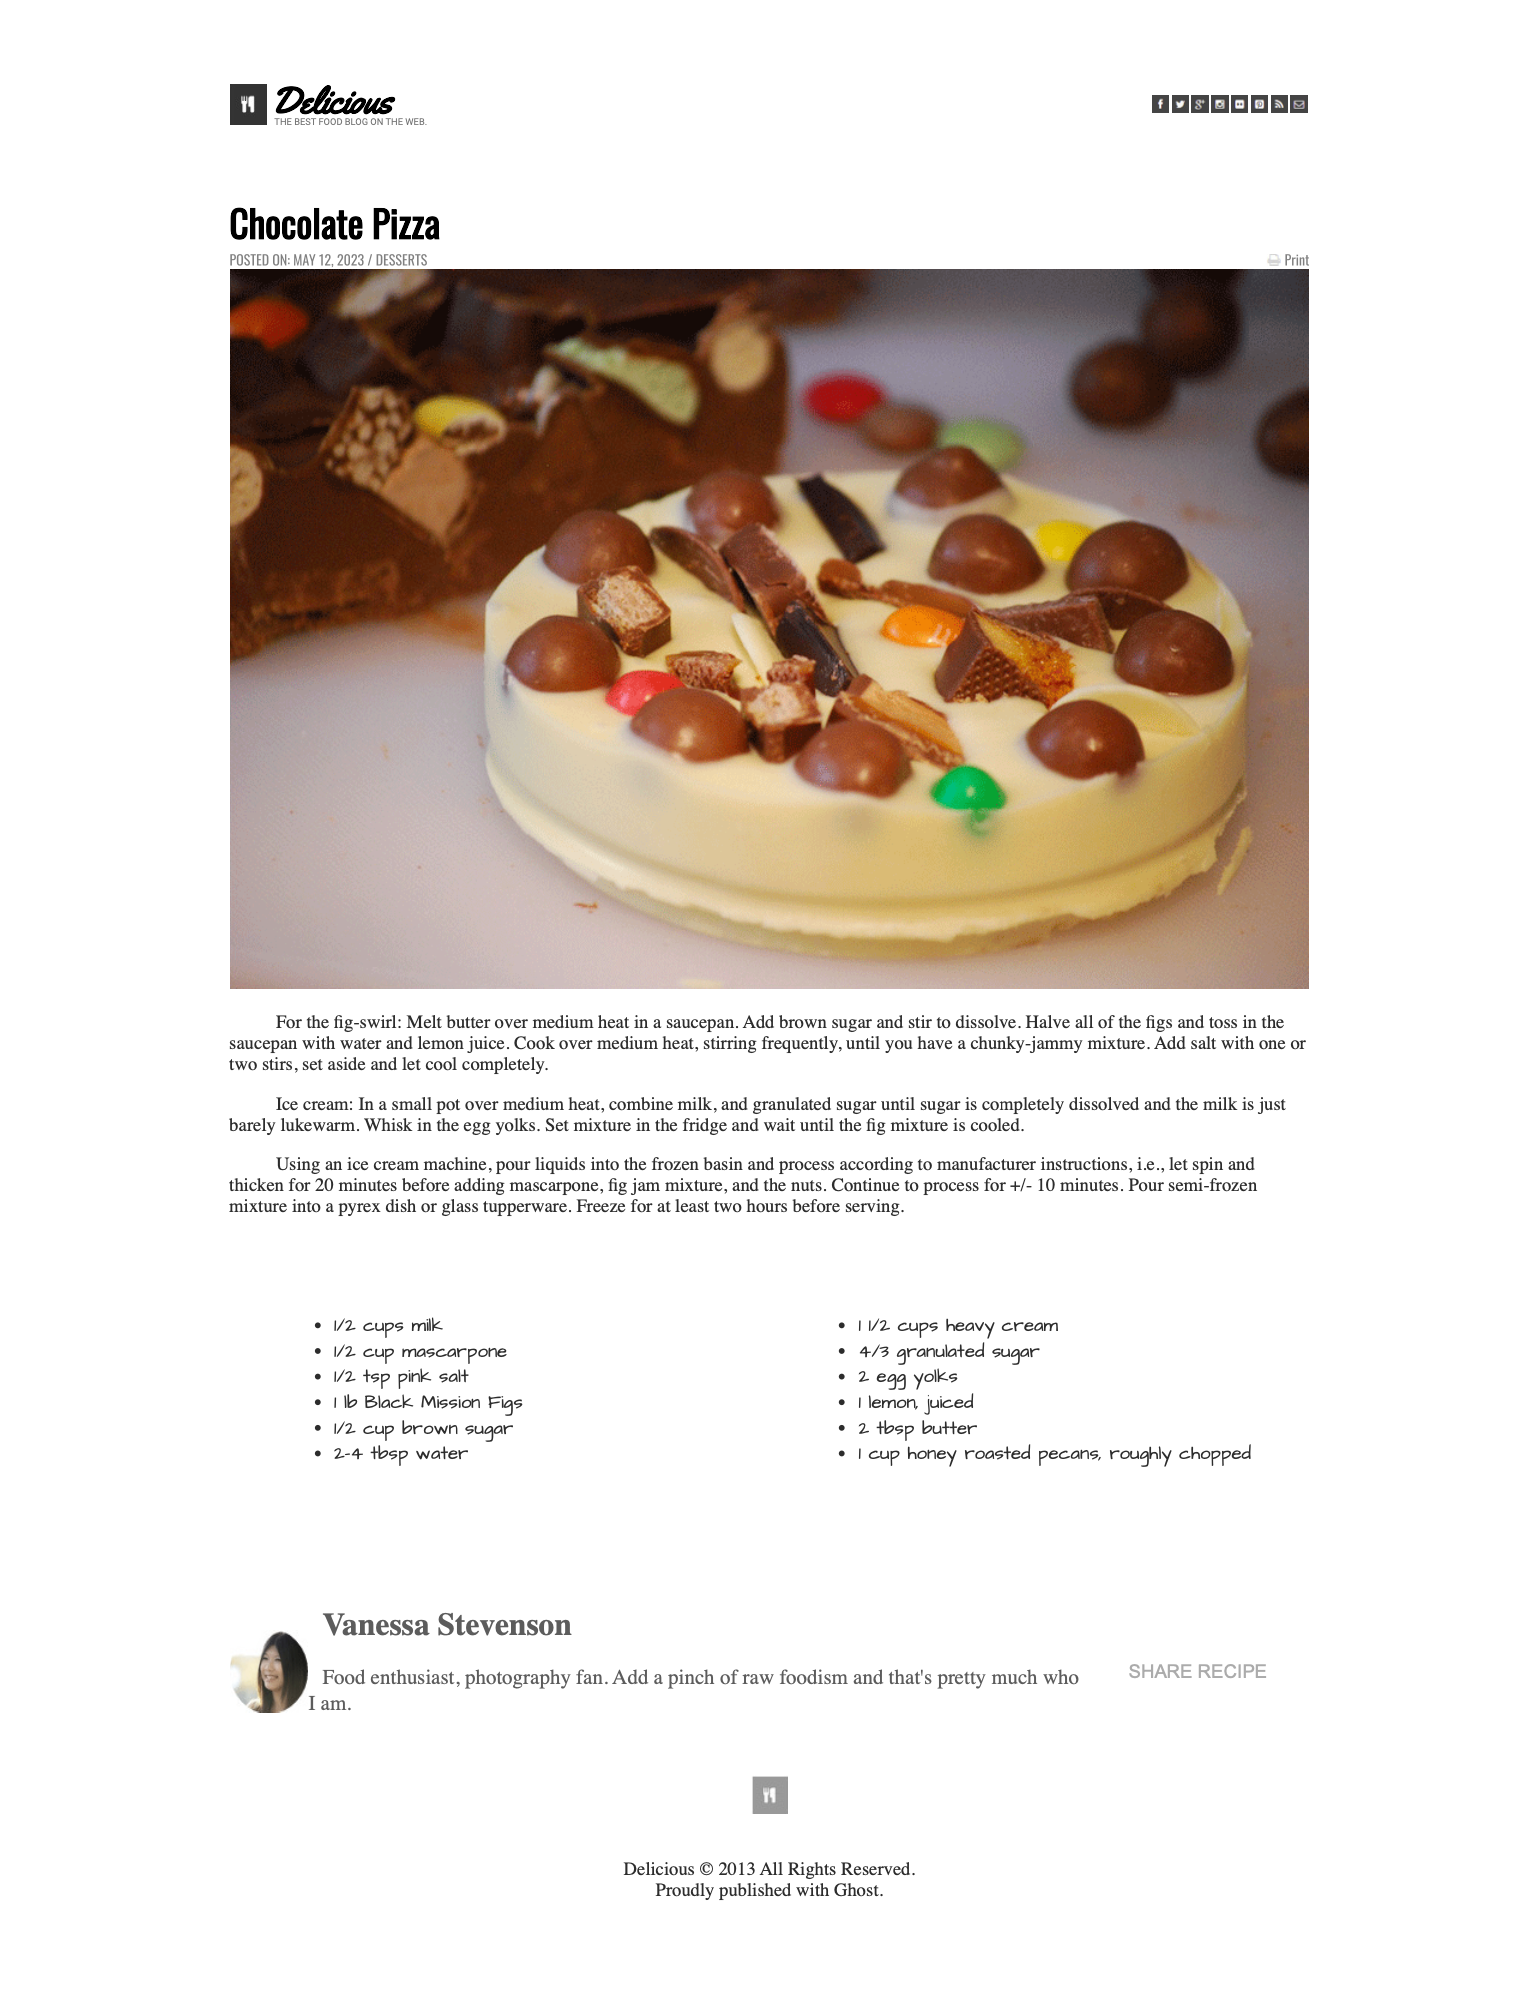 Delicious
THE BEST FOOD BLOG ON THE WEB.
Chocolate Pizza
POSTED ON: MAY 12, 2023 / DESSERTS
Print
For the fig-swirl: Melt butter over medium heat in a saucepan. Add brown sugar and stir to dissolve. Halve all of the figs and toss in the
saucepan with water and lemon juice. Cook over medium heat, stirring frequently, until you have a chunky-jammy mixture. Add salt with one or
two stirs, set aside and let cool completely.
Ice cream: In a small pot over medium heat, combine milk, and granulated sugar until sugar is completely dissolved and the milk is just
barely lukewarm. Whisk in the egg yolks. Set mixture in the fridge and wait until the fig mixture is cooled.
Using an ice cream machine, pour liquids into the frozen basin and process according to manufacturer instructions, i.e., let spin and
thicken for 20 minutes before adding mascarpone, fig jam mixture, and the nuts. Continue to process for +/- 10 minutes. Pour semi-frozen
mixture into a pyrex dish or glass tupperware. Freeze for at least two hours before serving.
• 1/2 cups milk
• 1/2 cup mascarpone
• 1/2 tsp pink salt
• 1 lb Black Mission Figs
• 1/2 cup brown sugar
• 2-4 tbsp water
• 1 1/2 cups heavy cream
• 4/3 granulated sugar
• 2 egg yolks
• 1 lemon, juiced
• 2 tbsp butter
• 1 cup honey roasted pecans, roughly chopped
Vanessa Stevenson
Food enthusiast, photography fan. Add a pinch of raw foodism and that's pretty much who
I am.
SHARE RECIPE
Delicious © 2013 All Rights Reserved.
Proudly published with Ghost.